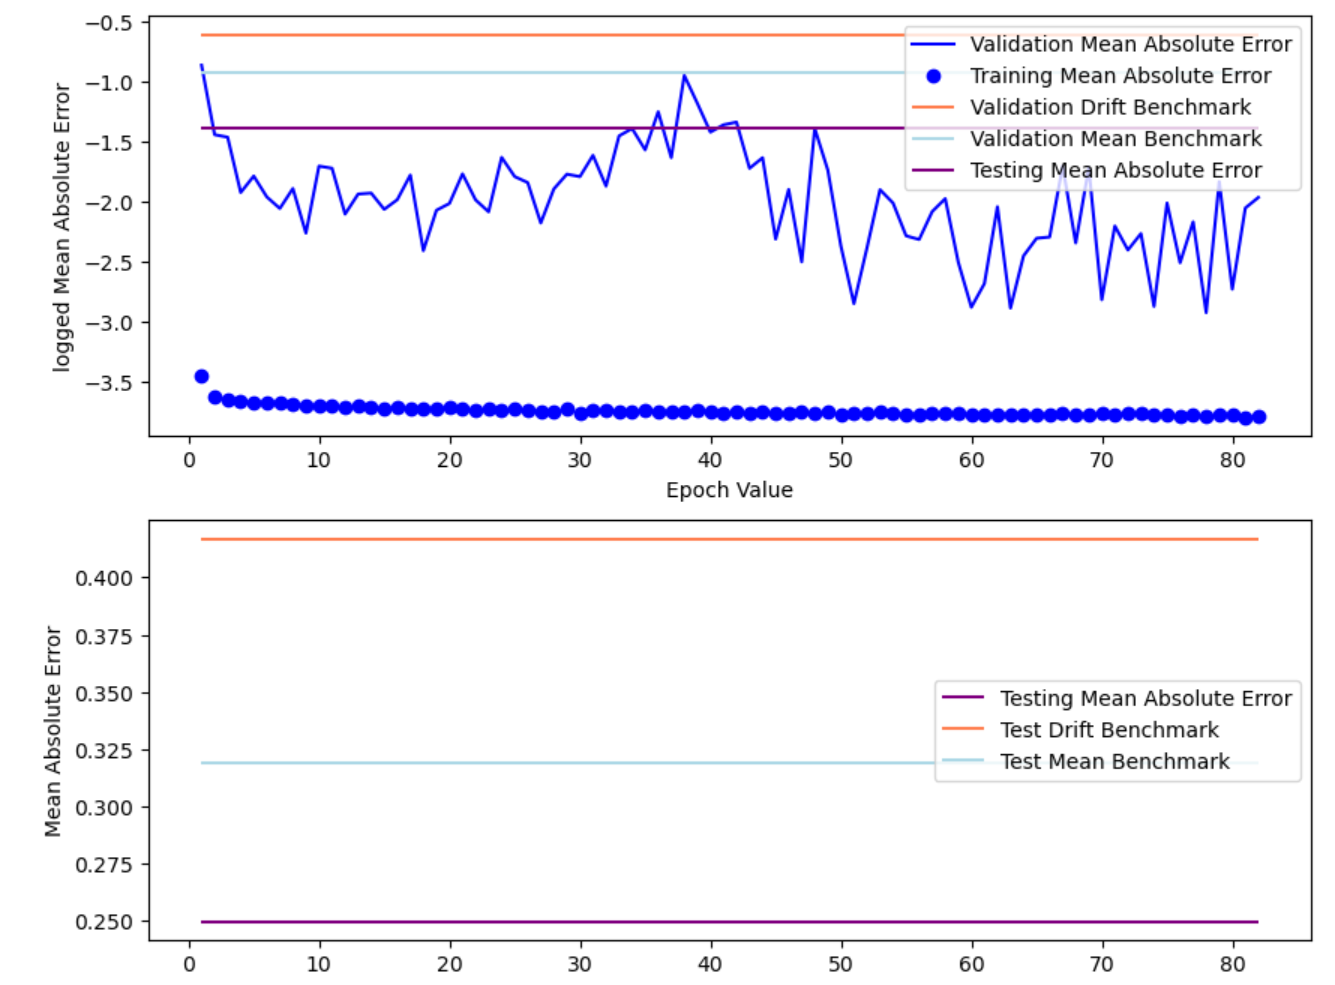 −0.5
−1.0
−1.5
−2.0
−2.5
−3.0
−3.5
logged Mean Absolute Error
Validation Mean Absolute Error
Training Mean Absolute Error
Validation Drift Benchmark
Validation Mean Benchmark
Testing Mean Absolute Error
0 10 20 30 40 50 60 70 80
Epoch Value
0.400
0.375
0.350
0.325
0.300
0.275
0.250
Mean Absolute Error
Testing Mean Absolute Error
Test Drift Benchmark
Test Mean Benchmark
0 10 20 30 40 50 60 70 80